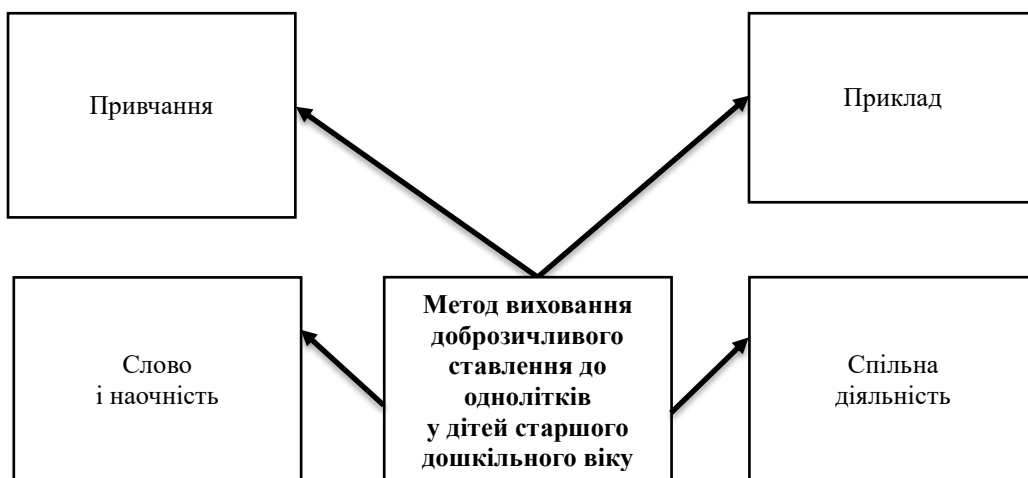 Привчання
Приклад
Слово
і наочність
Метод виховання
доброзичливого
ставлення до
однолітків
у дітей старшого
дошкільного віку
Спільна
діяльність